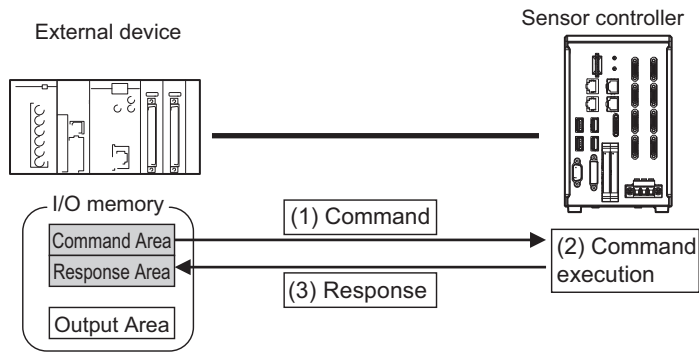 Sensor controller
External device
I/O memory
Command Area
Response Area
Output Area
(1) Command
(3) Response
(2) Command
execution